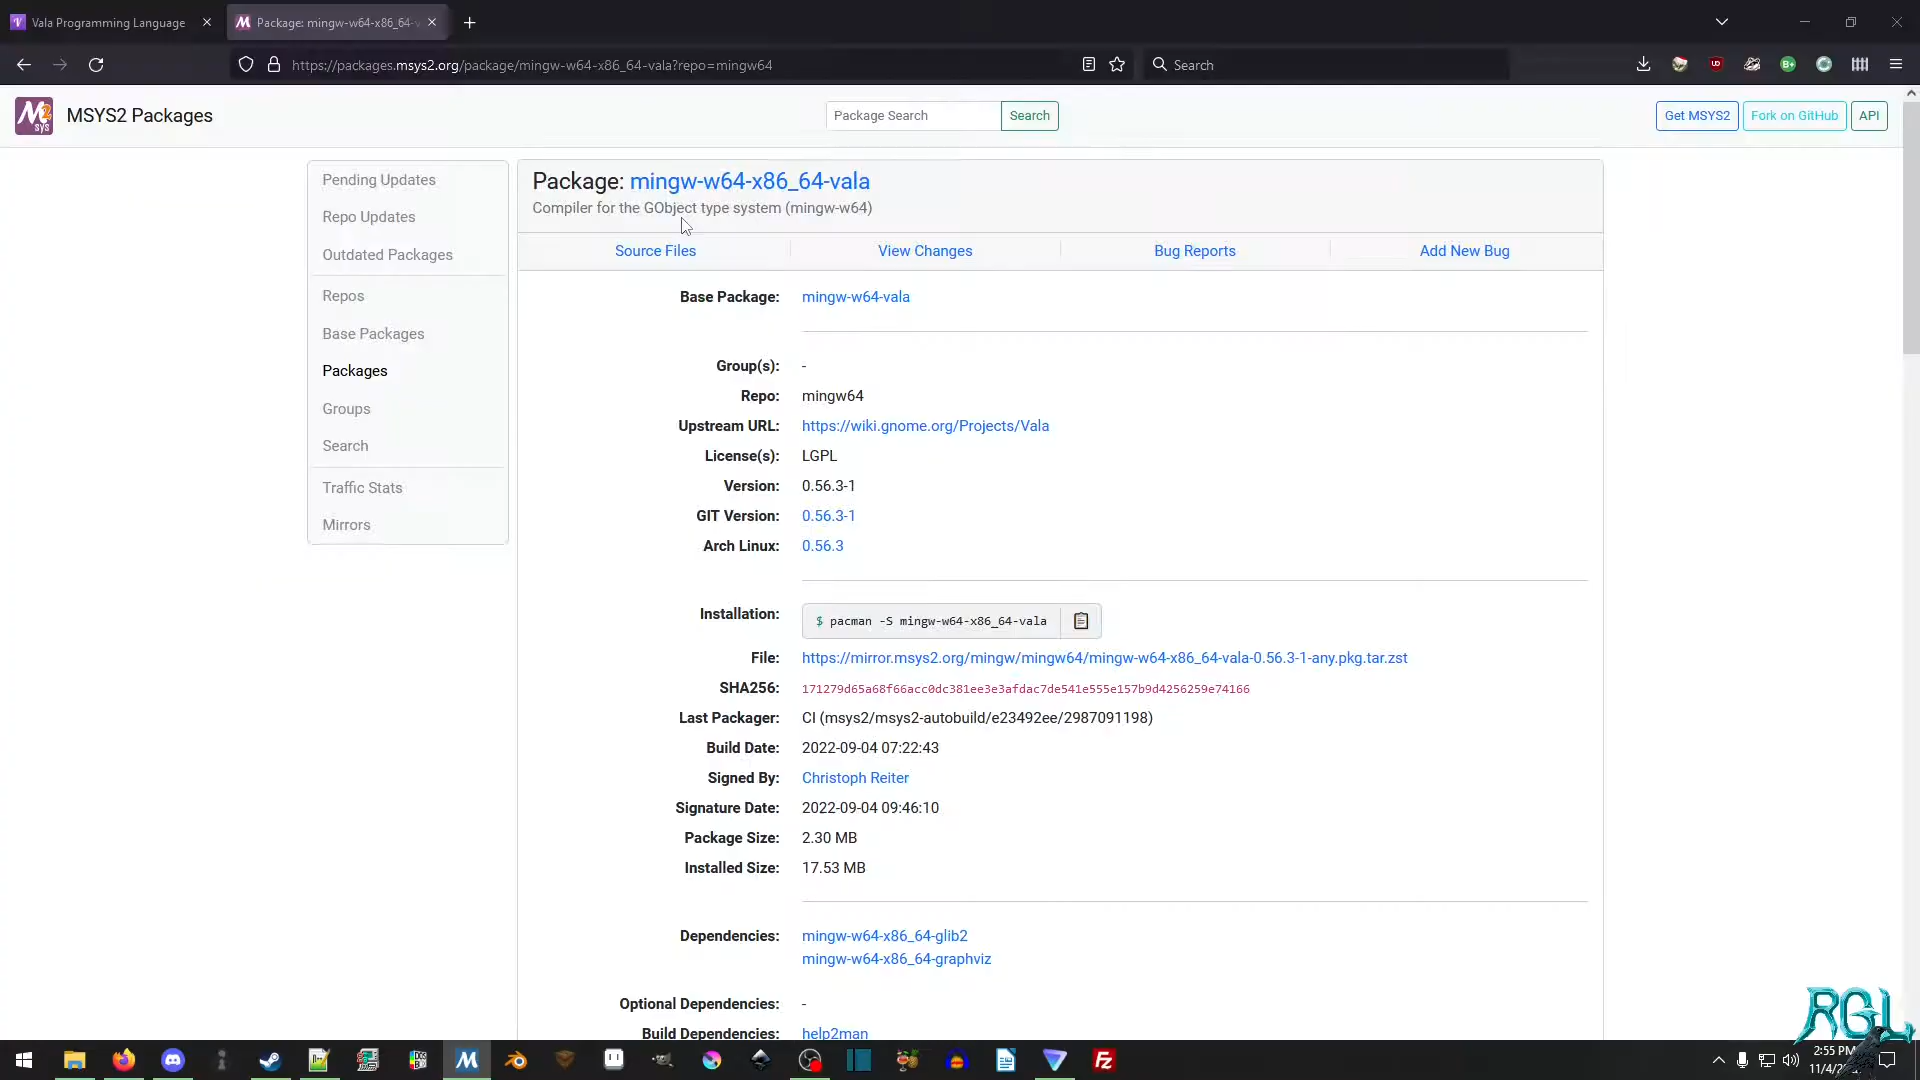 Vala Programming Language
Package: mingw-w64-x86_64-v
https://packages.msys2.org/package/mingw-w64-x86_64-vala?repo=mingw64
Search
MSYS2 Packages
Package Search
Search
Get MSYS2
Fork on GitHub
API
Pending Updates
Repo Updates
Outdated Packages
Repos
Base Packages
Packages
Groups
Search
Traffic Stats
Mirrors
Package: mingw-w64-x86_64-vala
Compiler for the GObject type system (mingw-w64)
Source Files
View Changes
Bug Reports
Add New Bug
Base Package: mingw-w64-vala
Group(s): -
Repo: mingw64
Upstream URL: https://wiki.gnome.org/Projects/Vala
License(s): LGPL
Version: 0.56.3-1
GIT Version: 0.56.3-1
Arch Linux: 0.56.3
Installation: $ pacman -S mingw-w64-x86_64-vala
File: https://mirror.msys2.org/mingw/mingw64/mingw-w64-x86_64-vala-0.56.3-1-any.pkg.tar.zst
SHA256: 171279d65a68f66acc0dc381ee3e3afdac7de541e555e157b9d4256259e74166
Last Packager: CI (msys2/msys2-autobuild/e23492ee/2987091198)
Build Date: 2022-09-04 07:22:43
Signed By: Christoph Reiter
Signature Date: 2022-09-04 09:46:10
Package Size: 2.30 MB
Installed Size: 17.53 MB
Dependencies: mingw-w64-x86_64-glib2
mingw-w64-x86_64-graphviz
Optional Dependencies: -
Build Dependencies: help2man
RGL
2:55 PM
11/4/2